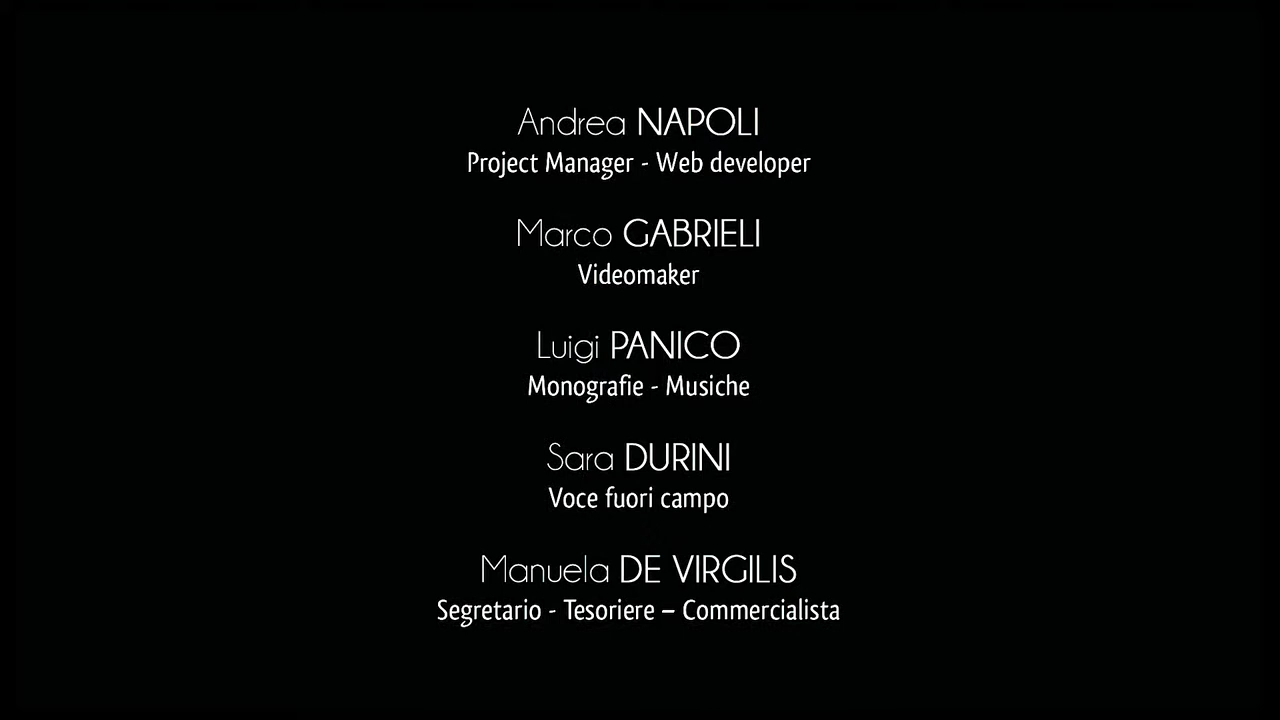 Andrea NAPOLI
Project Manager - Web developer
Marco GABRIELI
Videomaker
Luigi PANICO
Monografie - Musiche
Sara DURINI
Voce fuori campo
Manuela DE VIRGILIS
Segretario - Tesoriere – Commercialista